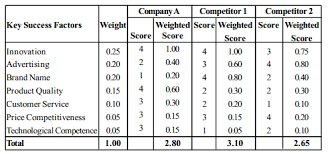 Key Success Factors Weight Company A Competitor 1 Competitor 2
Score Weighted Score Score Weighted Score Score Weighted Score
Innovation 0.25 4 1.00 4 1.00 3 0.75
Advertising 0.20 2 0.40 3 0.60 4 0.80
Brand Name 0.20 1 0.20 4 0.80 2 0.40
Product Quality 0.15 4 0.60 2 0.30 2 0.30
Customer Service 0.10 3 0.30 2 0.20 1 0.10
Price Competitiveness 0.05 3 0.15 3 0.15 4 0.20
Technological Competence 0.05 3 0.15 1 0.05 2 0.10
Total 1.00 2.80 3.10 2.65